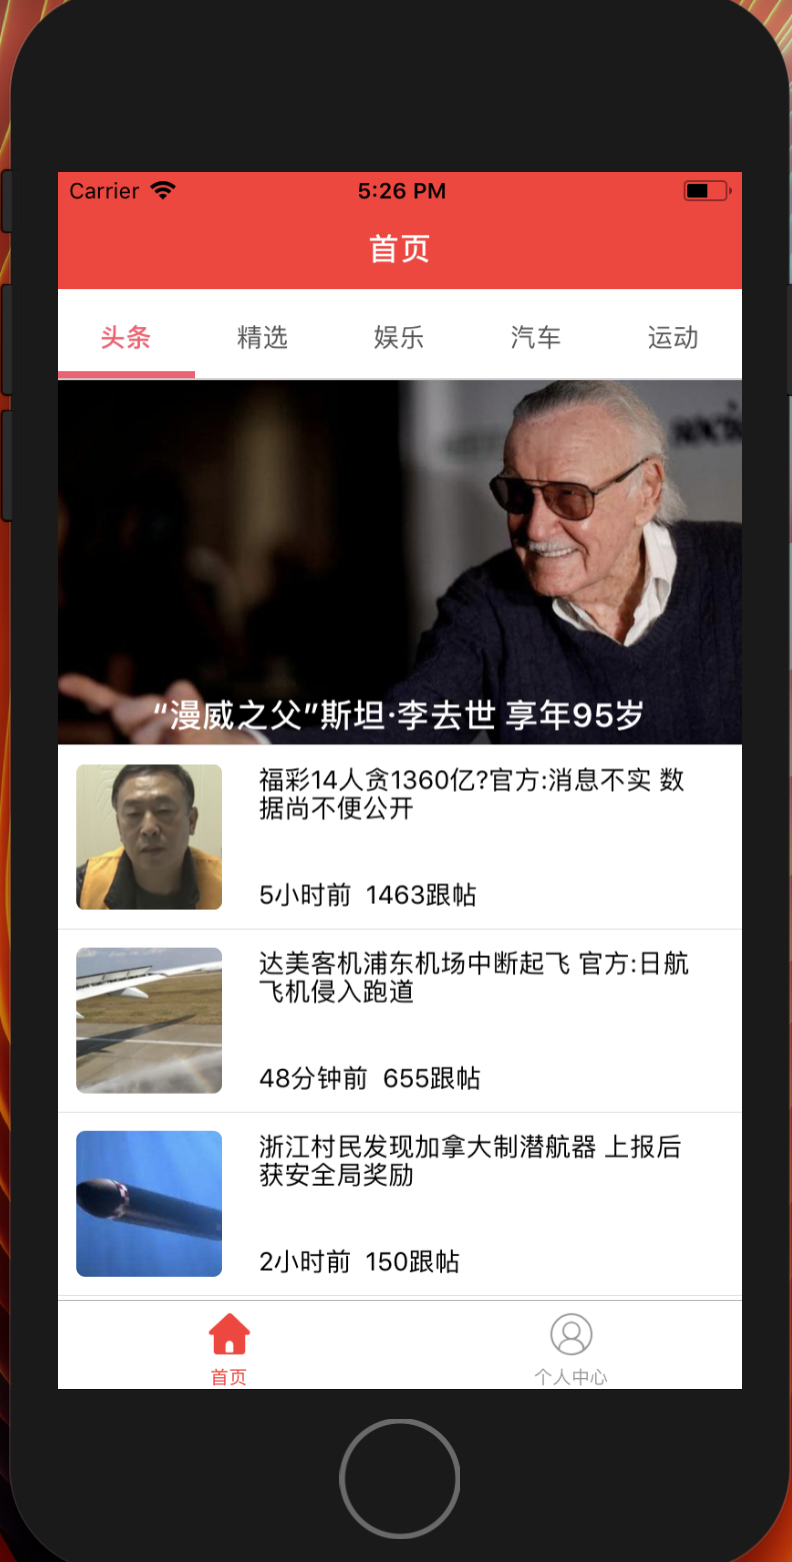 Carrier 5:26 PM
首页
头条 精选 娱乐 汽车 运动
“漫威之父”斯坦·李去世 享年95岁
福彩14人贪1360亿?官方:消息不实 数
据尚不便公开
5小时前 1463跟帖
达美客机浦东机场中断起飞 官方:日航
飞机侵入跑道
48分钟前 655跟帖
浙江村民发现加拿大制潜航器 上报后
获安全局奖励
2小时前 150跟帖
首页 个人中心